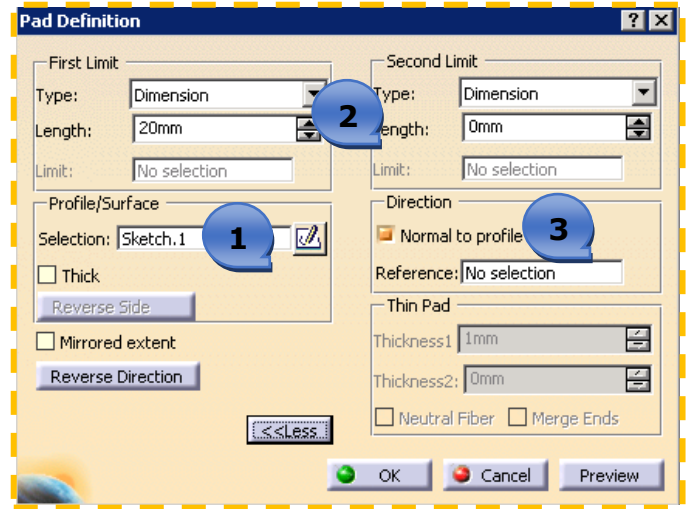 Pad Definition
First Limit
Type: Dimension
Length: 20mm
Limit: No selection
Profile/Surface
Selection: Sketch.1
Thick
Reverse Side
Mirrored extent
Reverse Direction
<<Less
Second Limit
Type: Dimension
Length: 0mm
Limit: No selection
Direction
Normal to profile
Reference: No selection
Thin Pad
Thickness1 1mm
Thickness2: 0mm
Neutral Fiber Merge Ends
OK Cancel Preview
1
2
3